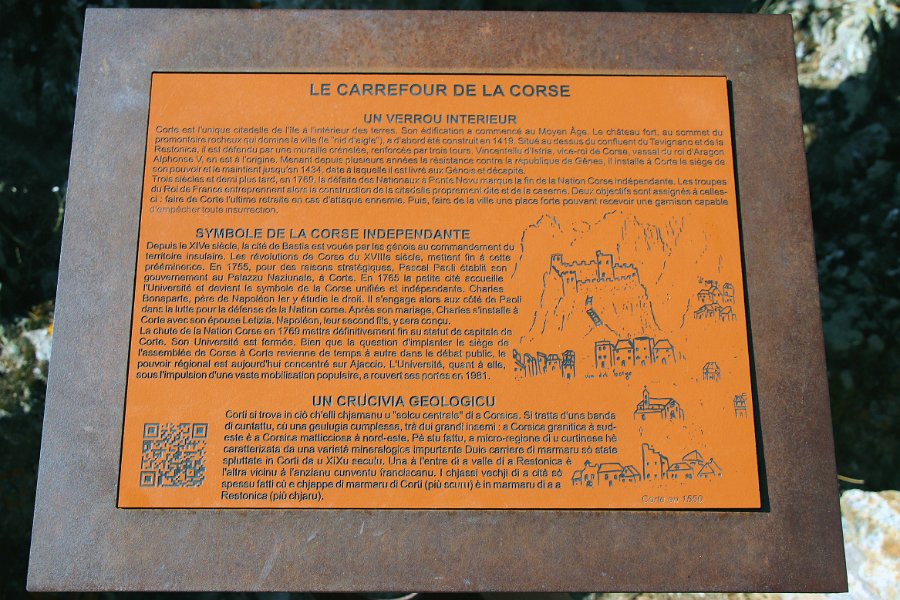 LE CARREFOUR DE LA CORSE
UN VERROU INTERIEUR
Corte est l'unique citadelle de l'île à l'intérieur des terres. Son édification a commencé au Moyen Âge. Le château fort, au sommet du
promontoire rocheux qui domine la ville (le "nid d'aigle"), a d'abord été construit en 1419. Situé au dessus du confluent du Tavignano et de la
Restonica, il est défendu par une muraille crénelée, renforcée par trois tours. Vincentellu d'Istria, vice-roi de Corse, vassal du roi d'Aragon
Alphonse V, en est à l'origine. Menant depuis plusieurs années la résistance contre la république de Gênes, il installe à Corte le siège de
son pouvoir et le maintient jusqu'en 1434, date à laquelle il est livré aux Génois et décapité.
Trois siècles et demi plus tard, en 1769, la défaite des Nationaux à Ponte Novu marque la fin de la Nation Corse indépendante. Les troupes
du Roi de France entreprennent alors la construction de la citadelle proprement dite et de la caserne. Deux objectifs sont assignés à celles-
ci : faire de Corte l'ultime retraite en cas d'attaque ennemie. Puis, faire de la ville une place forte pouvant recevoir une garnison capable
d'empêcher toute insurrection.
SYMBOLE DE LA CORSE INDEPENDANTE
Depuis le XIVe siècle, la cité de Bastia est vouée par les génois au commandement du
territoire insulaire. Les révolutions de Corse du XVIIIe siècle, mettent fin à cette
prééminence. En 1755, pour des raisons stratégiques, Pascal Paoli établit son
gouvernement au Palazzu Naziunale, à Corte. En 1765 la petite cité accueille
l'Université et devient le symbole de la Corse unifiée et indépendante. Charles
Bonaparte, père de Napoléon Ier y étudie le droit. Il s'engage alors aux côté de Paoli
dans la lutte pour la défense de la Nation corse. Après son mariage, Charles s'installe à
Corte avec son épouse Letizia. Napoléon, leur second fils, y sera conçu.
La chute de la Nation Corse en 1769 mettra définitivement fin au statut de capitale de
Corte. Son Université est fermée. Bien que la question d'implanter le siège de
l'assemblée de Corse à Corte revienne de temps à autre dans le débat public, le
pouvoir régional est aujourd'hui concentré sur Ajaccio. L'Université, quant à elle,
sous l'impulsion d'une vaste mobilisation populaire, a rouvert ses portes en 1981.
UN CRUCIVIA GEOLOGICU
Corti si trova in ciò ch'elli chjamanu u "solcu centrale" di a Corsica. Si tratta d'una banda
di cuntattu, cù una geulugia cumplessa, trà dui grandi insemi : a Corsica granitica à sud-
este è a Corsica matticciosa à nord-este. Pè stu fattu, a micro-regione di u curtinese hè
caratterizata da una varietà mineralogica impurtante Duie carriere di marmaru sò state
spluttate in Corti da u XIXu seculu. Una à l'entre di a valle di a Restonica è
l'altra vicinu à l'anzianu cunventu franciscanu. I chjassi vechji di a cità sò
spessu fatti cù e chjappe di marmaru di Corti (più scuru) è in marmaru di a a
Restonica (più chjaru).
Corte en 1550